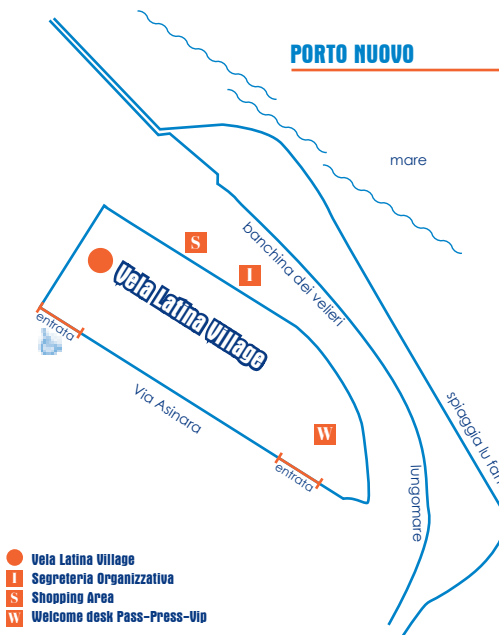 PORTO NUOVO
mare
S
banchina dei velieri
I
Vela Latina Village
entrata
Via Asinara
spiaggia lu
W
entrata
lungomare
Vela Latina Village
I Segreteria Organizzativa
S Shopping Area
W Welcome desk Pass-Press-Vip